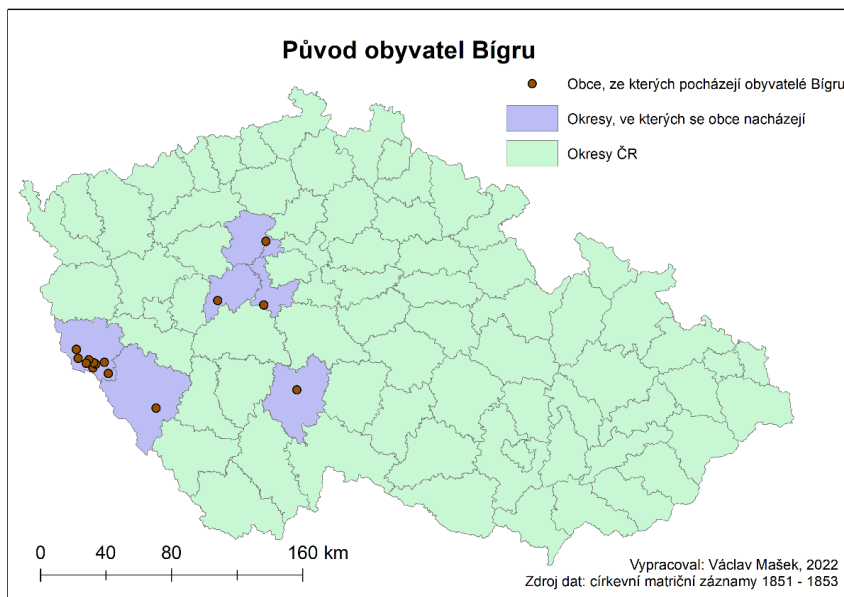 Původ obyvatel Bígru
Obce, ze kterých pocházejí obyvatelé Bígru
Okresy, ve kterých se obce nacházejí
Okresy ČR
0 40 80 160 km
Vypracoval: Václav Mašek, 2022
Zdroj dat: církevní matriční záznamy 1851 - 1853